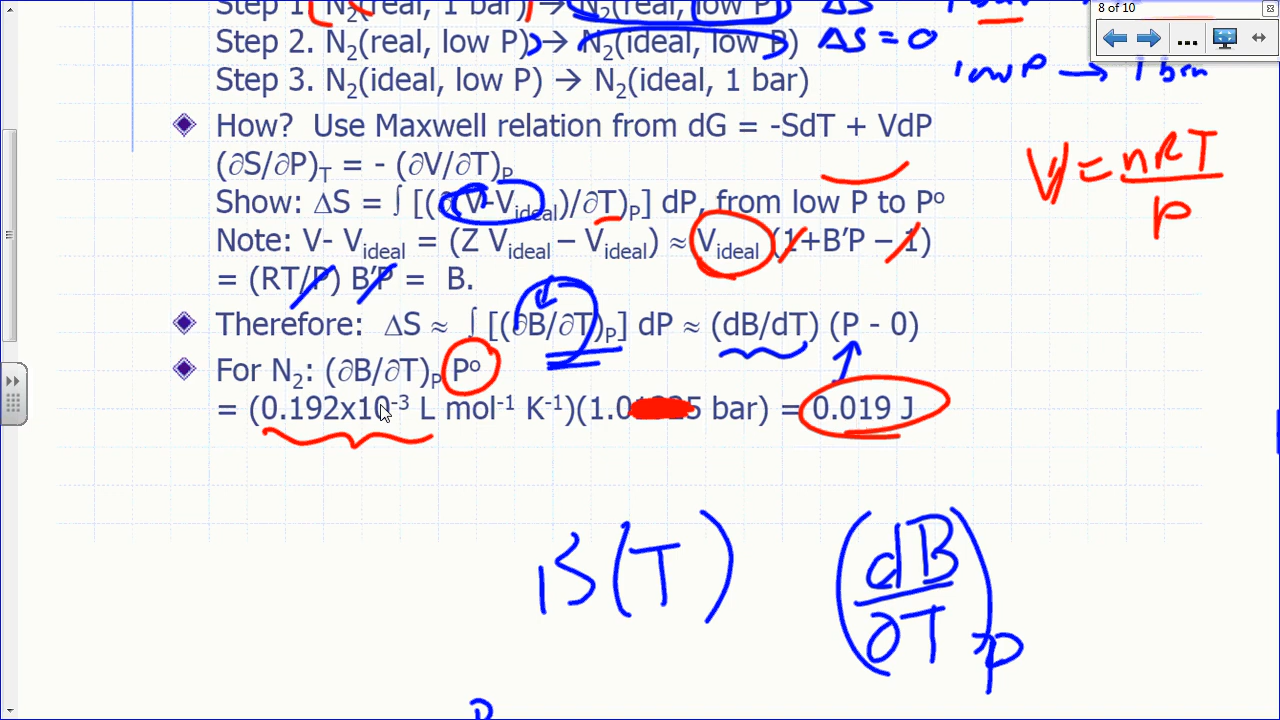 8 of 10
Step 1. N₂(real, 1 bar) → N₂(real, low P) ΔS
Step 2. N₂(real, low P) → N₂(ideal, low P) ΔS = 0
low P → 1 bar
Step 3. N₂(ideal, low P) → N₂(ideal, 1 bar)
How? Use Maxwell relation from dG = -SdT + VdP
(∂S/∂P)T = - (∂V/∂T)P
V = nRT/P
Show: ΔS = ∫ [(∂(V-Videal)/∂T)P] dP, from low P to Pº
Note: V- Videal = (Z Videal – Videal) ≈ Videal (1+B’P – 1)
= (RT/P) B’P = B.
Therefore: ΔS ≈ ∫ [(∂B/∂T)P] dP ≈ (dB/dT) (P - 0)
For N₂: (∂B/∂T)P Pº
= (0.192x10⁻³ L mol⁻¹ K⁻¹)(1.0 5 bar) = 0.019 J
B(T) (dB/∂T)P